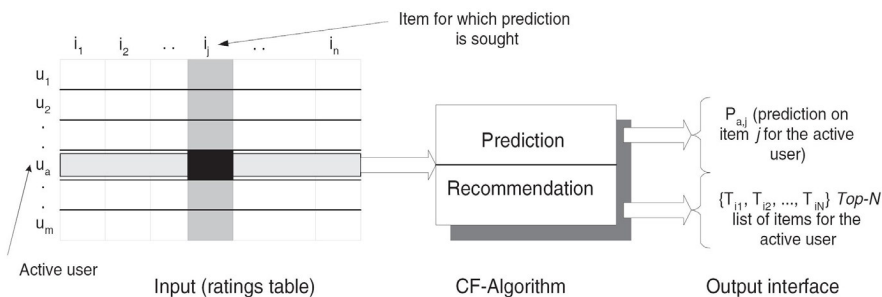 Item for which prediction
is sought
i1 i2 . . ij . . in
u1
u2
.
.
ua
.
.
um
Active user
Prediction
Recommendation
Pa,j (prediction on
item j for the active
user)
{Ti1, Ti2, ..., TiN} Top-N
list of items for the
active user
Input (ratings table) CF-Algorithm Output interface